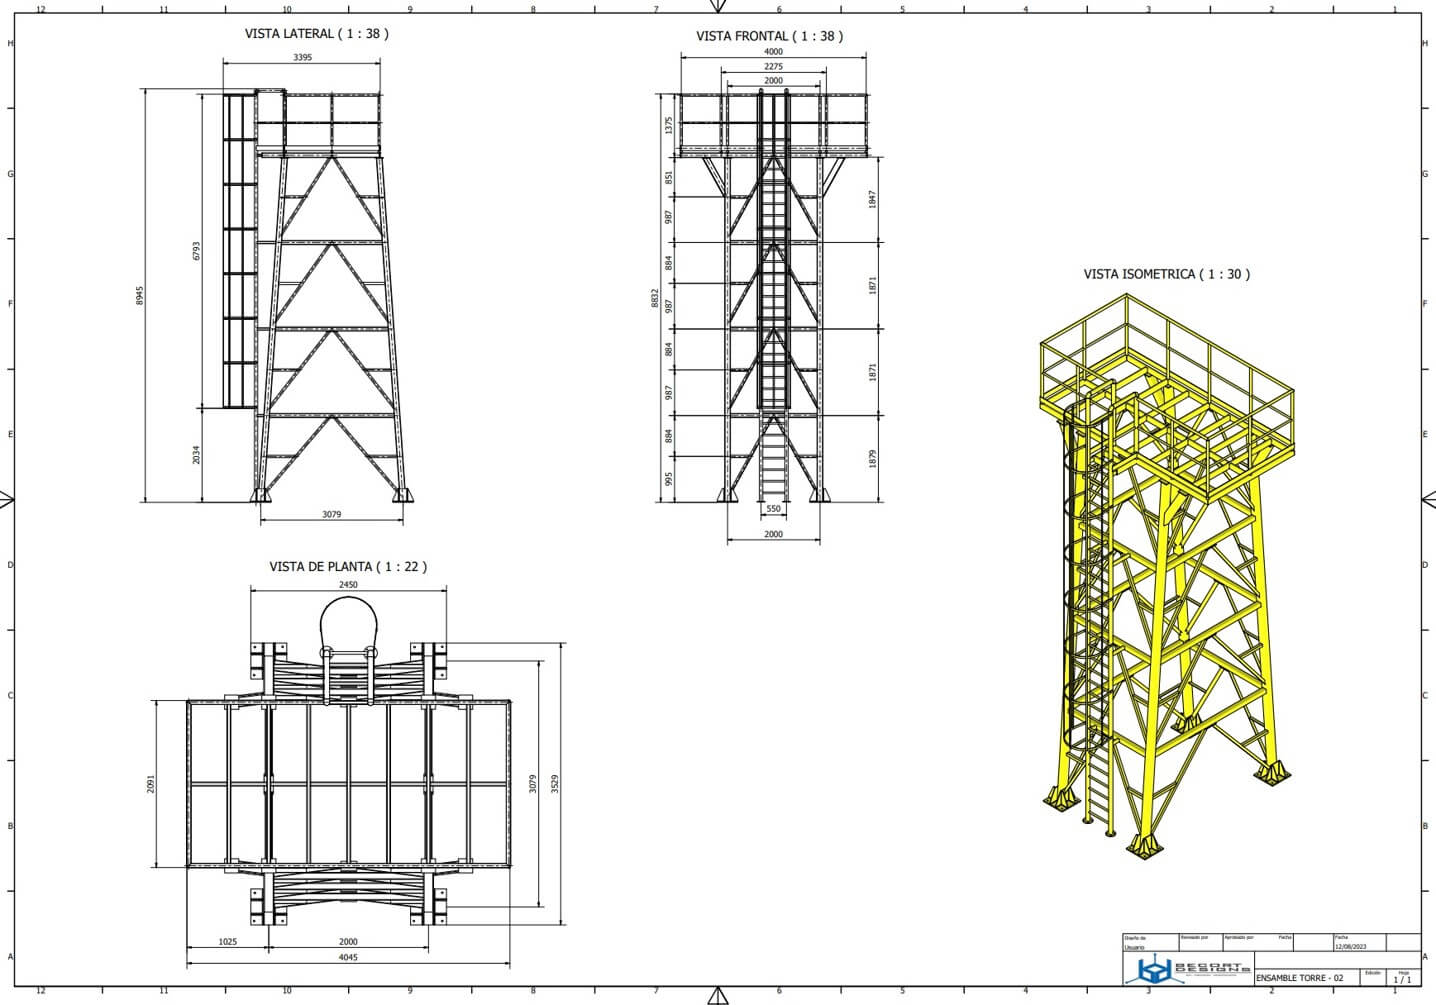 12 11 10 9 8 7 6 5 4 3 2 1
H H
G G
F F
E E
D D
C C
B B
A A
VISTA LATERAL ( 1 : 38 )
3395
8945
6793
2034
3079
VISTA FRONTAL ( 1 : 38 )
4000
2275
2000
8832
1375
851
987
884
987
884
987
884
995
1847
1871
1871
1879
550
2000
VISTA ISOMETRICA ( 1 : 30 )
VISTA DE PLANTA ( 1 : 22 )
2450
2091
3079
3529
1025
2000
4045
Diseño de
Usuario
Revisado por
Aprobado por
Fecha
Fecha
12/08/2023
BECORT
DESIGNS
ENSAMBLE TORRE - 02
Edición
Hoja
1 / 1
12 11 10 9 8 7 6 5 4 3 2 1